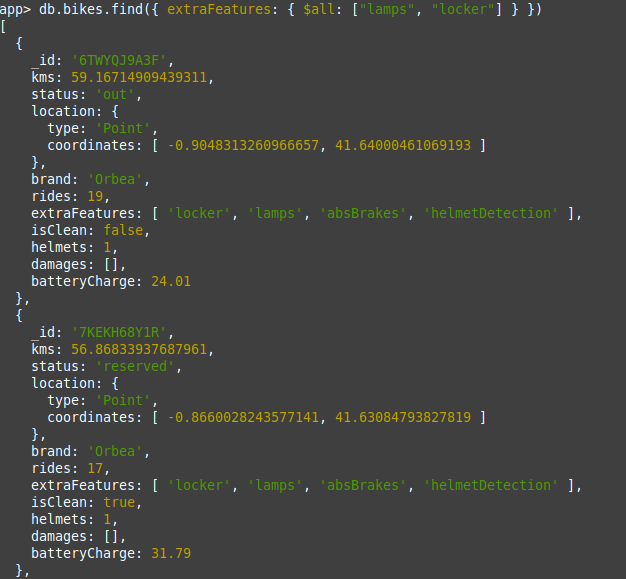 app> db.bikes.find({ extraFeatures: { $all: ["lamps", "locker"] } })
[
  {
    _id: '6TWYQJ9A3F',
    kms: 59.16714909439311,
    status: 'out',
    location: {
      type: 'Point',
      coordinates: [ -0.9048313260966657, 41.64000461069193 ]
    },
    brand: 'Orbea',
    rides: 19,
    extraFeatures: [ 'locker', 'lamps', 'absBrakes', 'helmetDetection' ],
    isClean: false,
    helmets: 1,
    damages: [],
    batteryCharge: 24.01
  },
  {
    _id: '7KEKH68Y1R',
    kms: 56.86833937687961,
    status: 'reserved',
    location: {
      type: 'Point',
      coordinates: [ -0.8660028243577141, 41.63084793827819 ]
    },
    brand: 'Orbea',
    rides: 17,
    extraFeatures: [ 'locker', 'lamps', 'absBrakes', 'helmetDetection' ],
    isClean: true,
    helmets: 1,
    damages: [],
    batteryCharge: 31.79
  },